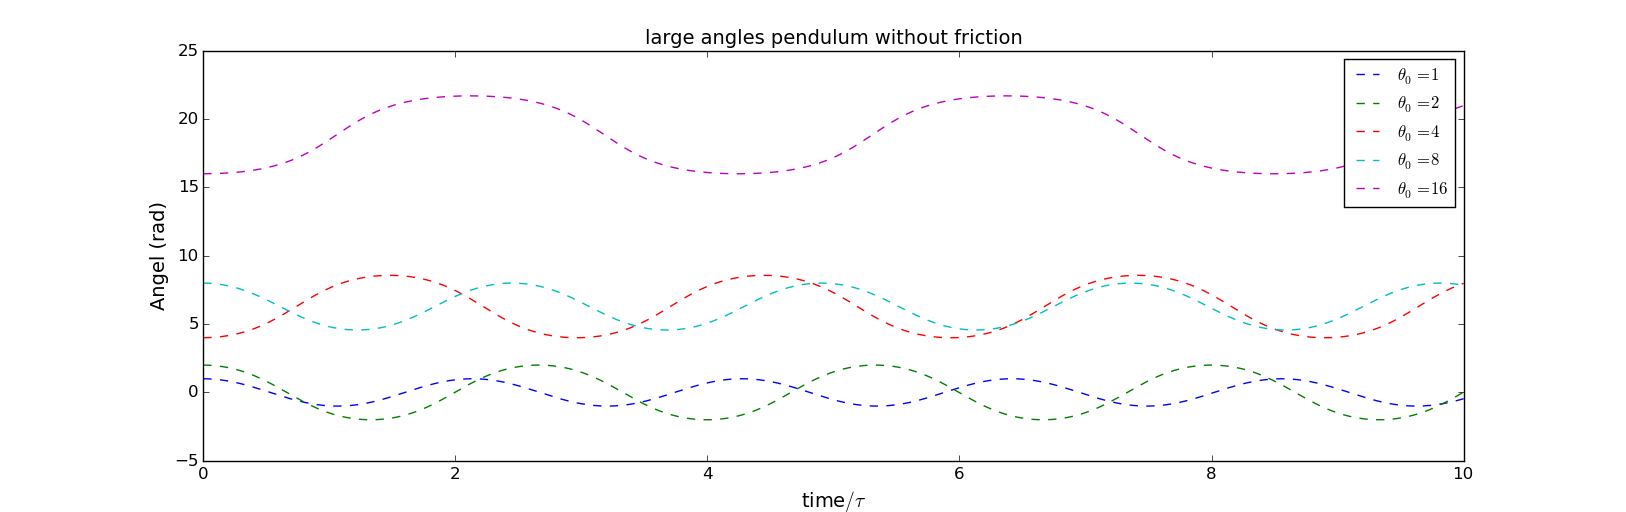 large angles pendulum without friction
25
20
15
10
5
0
−5
Angel (rad)
θ₀ =1
θ₀ =2
θ₀ =4
θ₀ =8
θ₀ =16
0 2 4 6 8 10
time/τ